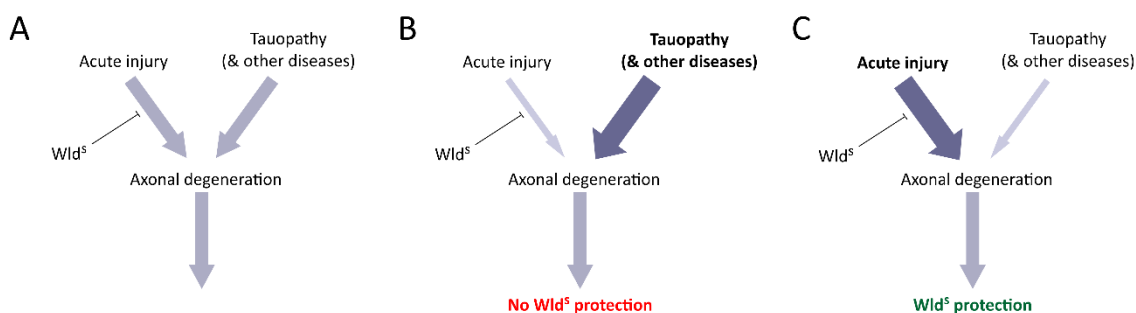 A
Acute injury
Tauopathy
(& other diseases)
Wldˢ
Axonal degeneration
B
Acute injury
Tauopathy
(& other diseases)
Wldˢ
Axonal degeneration
No Wldˢ protection
C
Acute injury
Tauopathy
(& other diseases)
Wldˢ
Axonal degeneration
Wldˢ protection